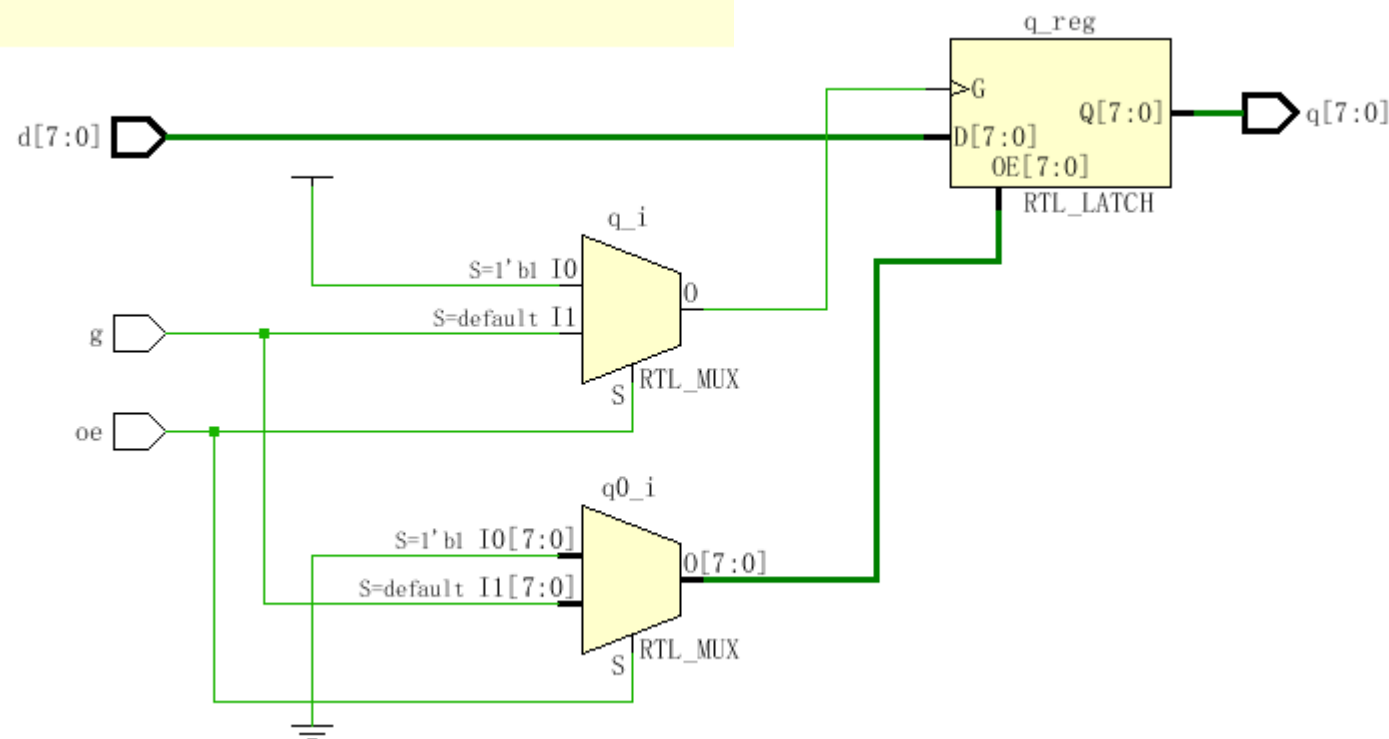 q_reg
G
Q[7:0]
q[7:0]
d[7:0]
D[7:0]
OE[7:0]
RTL_LATCH
q_i
S=1'b1 I0
O
S=default I1
g
RTL_MUX
S
oe
q0_i
S=1'b1 I0[7:0]
O[7:0]
S=default I1[7:0]
RTL_MUX
S